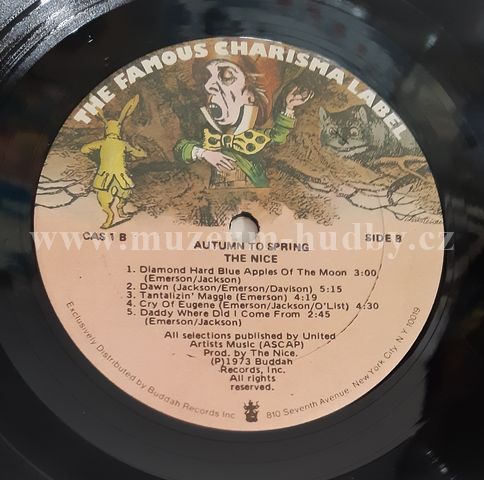 THE FAMOUS CHARISMA LABEL
www.muzeum-hudby.cz
CAS 1 B
SIDE B
AUTUMN TO SPRING
THE NICE
1. Diamond Hard Blue Apples Of The Moon 3:00
(Emerson/Jackson)
2. Dawn (Jackson/Emerson/Davison) 5:15
3. Tantalizin' Maggie (Emerson) 4:19
4. Cry Of Eugene (Emerson/Jackson/O'List) 4:30
5. Daddy Where Did I Come From 2:45
(Emerson/Jackson)
All selections published by United
Artists Music (ASCAP)
Prod. by The Nice.
(P)1973 Buddah
Records, Inc.
All rights
reserved.
Exclusively Distributed by Buddah Records Inc
810 Seventh Avenue, New York City, N.Y. 10019